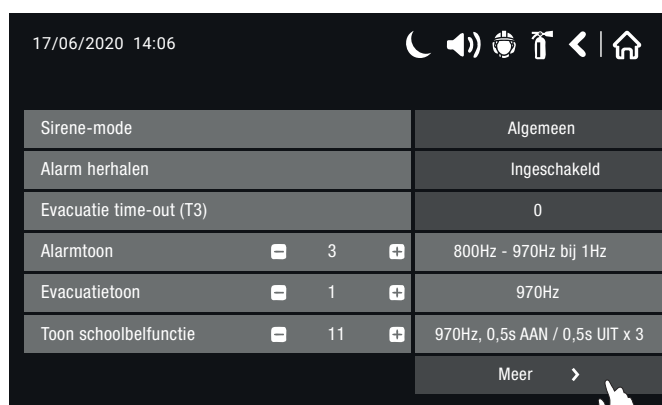 17/06/2020 14:06
Sirene-mode Algemeen
Alarm herhalen Ingeschakeld
Evacuatie time-out (T3) 0
Alarmtoon 3 800Hz - 970Hz bij 1Hz
Evacuatietoon 1 970Hz
Toon schoolbelfunctie 11 970Hz, 0,5s AAN / 0,5s UIT x 3
Meer